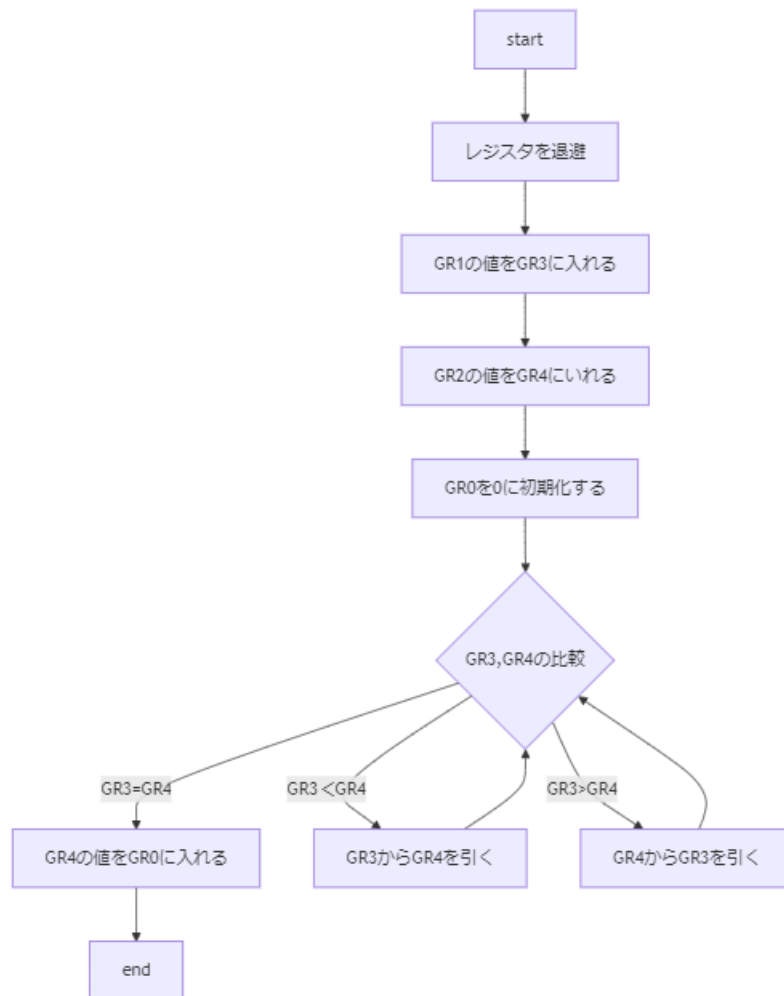 start
レジスタを退避
GR1の値をGR3に入れる
GR2の値をGR4にいれる
GR0を0に初期化する
GR3,GR4の比較
GR3=GR4
GR3＜GR4
GR3>GR4
GR4の値をGR0に入れる
GR3からGR4を引く
GR4からGR3を引く
end